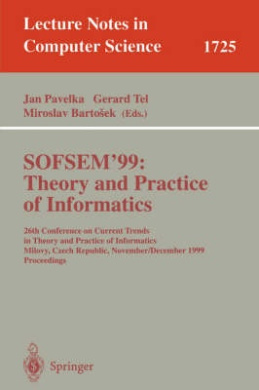 Lecture Notes in
Computer Science 1725
Jan Pavelka Gerard Tel
Miroslav Bartošek (Eds.)
SOFSEM'99:
Theory and Practice
of Informatics
26th Conference on Current Trends
in Theory and Practice of Informatics
Milovy, Czech Republic, November/December 1999
Proceedings
Springer